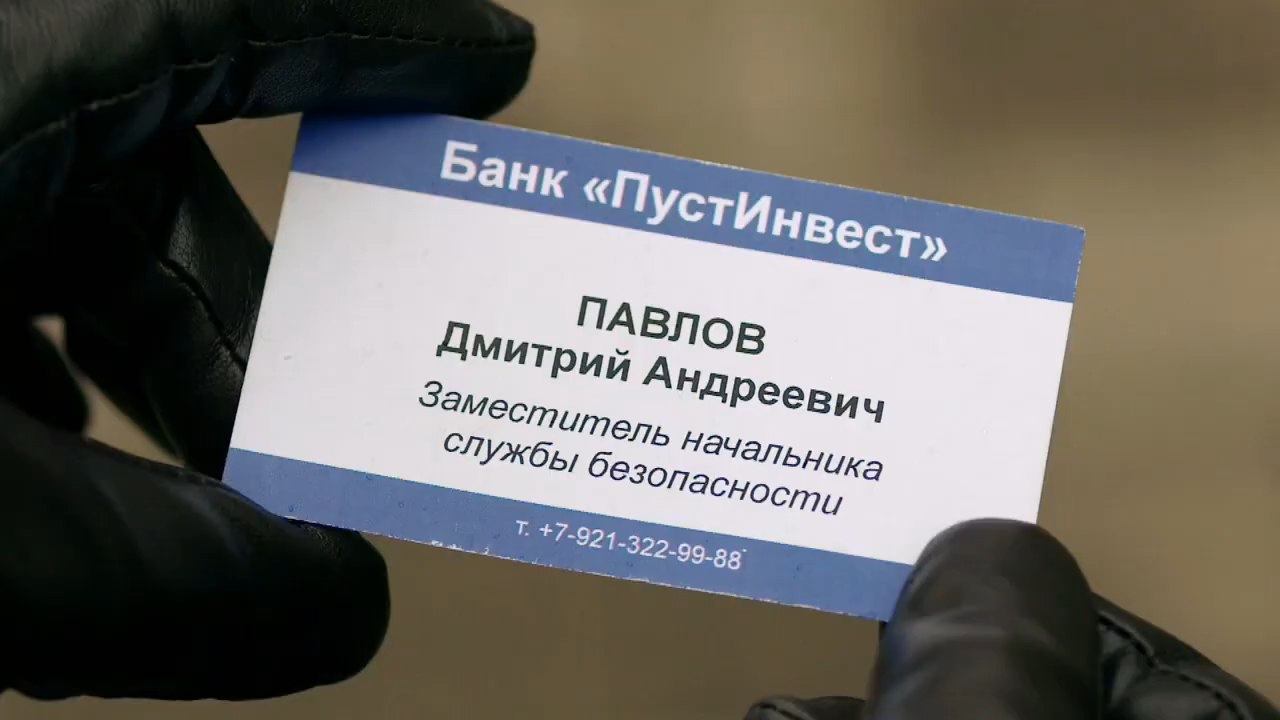 Банк «ПустИнвест»
ПАВЛОВ
Дмитрий Андреевич
Заместитель начальника
службы безопасности
т. +7-921-322-99-88